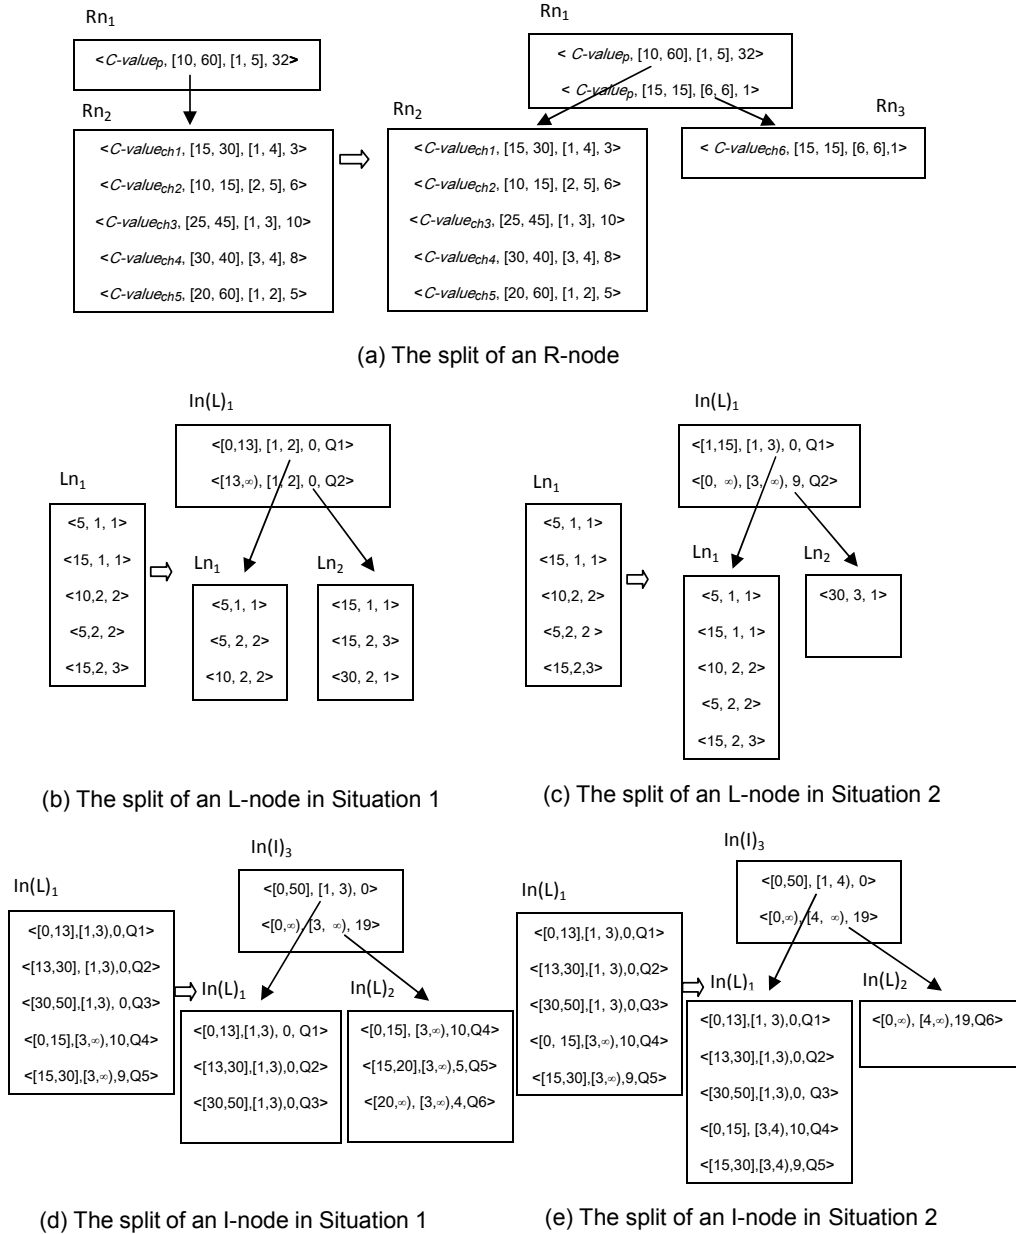 Rn1
<C-valuep, [10, 60], [1, 5], 32>
Rn2
<C-valuech1, [15, 30], [1, 4], 3>
<C-valuech2, [10, 15], [2, 5], 6>
<C-valuech3, [25, 45], [1, 3], 10>
<C-valuech4, [30, 40], [3, 4], 8>
<C-valuech5, [20, 60], [1, 2], 5>
Rn1
< C-valuep, [10, 60], [1, 5], 32>
< C-valuep, [15, 15], [6, 6], 1>
Rn2
<C-valuech1, [15, 30], [1, 4], 3>
<C-valuech2, [10, 15], [2, 5], 6>
<C-valuech3, [25, 45], [1, 3], 10>
<C-valuech4, [30, 40], [3, 4], 8>
<C-valuech5, [20, 60], [1, 2], 5>
Rn3
< C-valuech6, [15, 15], [6, 6],1>
(a) The split of an R-node
Ln1
<5, 1, 1>
<15, 1, 1>
<10,2, 2>
<5,2, 2>
<15,2, 3>
In(L)1
<[0,13], [1, 2], 0, Q1>
<[13,∞), [1, 2], 0, Q2>
Ln1
<5,1, 1>
<5, 2, 2>
<10, 2, 2>
Ln2
<15, 1, 1>
<15, 2, 3>
<30, 2, 1>
(b) The split of an L-node in Situation 1
Ln1
<5, 1, 1>
<15, 1, 1>
<10,2, 2>
<5,2, 2 >
<15,2,3>
In(L)1
<[1,15], [1, 3), 0, Q1>
<[0, ∞), [3, ∞), 9, Q2>
Ln1
<5, 1, 1>
<15, 1, 1>
<10, 2, 2>
<5, 2, 2>
<15, 2, 3>
Ln2
<30, 3, 1>
(c) The split of an L-node in Situation 2
In(L)1
<[0,13],[1,3),0,Q1>
<[13,30], [1,3),0,Q2>
<[30,50],[1,3), 0,Q3>
<[0,15],[3,∞),10,Q4>
<[15,30],[3,∞),9,Q5>
In(I)3
<[0,50], [1, 3), 0>
<[0,∞), [3, ∞), 19>
In(L)1
<[0,13],[1,3), 0, Q1>
<[13,30],[1,3),0,Q2>
<[30,50],[1,3),0,Q3>
In(L)2
<[0,15], [3,∞),10,Q4>
<[15,20],[3,∞),5,Q5>
<[20,∞), [3,∞),4,Q6>
(d) The split of an I-node in Situation 1
In(L)1
<[0,13],[1, 3),0,Q1>
<[13,30],[1, 3),0,Q2>
<[30,50],[1, 3),0,Q3>
<[0, 15],[3,∞),10,Q4>
<[15,30],[3,∞),9,Q5>
In(I)3
<[0,50], [1, 4), 0>
<[0,∞), [4, ∞), 19>
In(L)1
<[0,13],[1, 3),0,Q1>
<[13,30],[1,3),0,Q2>
<[30,50],[1,3),0, Q3>
<[0,15], [3,4),10,Q4>
<[15,30],[3,4),9,Q5>
In(L)2
<[0,∞), [4,∞),19,Q6>
(e) The split of an I-node in Situation 2